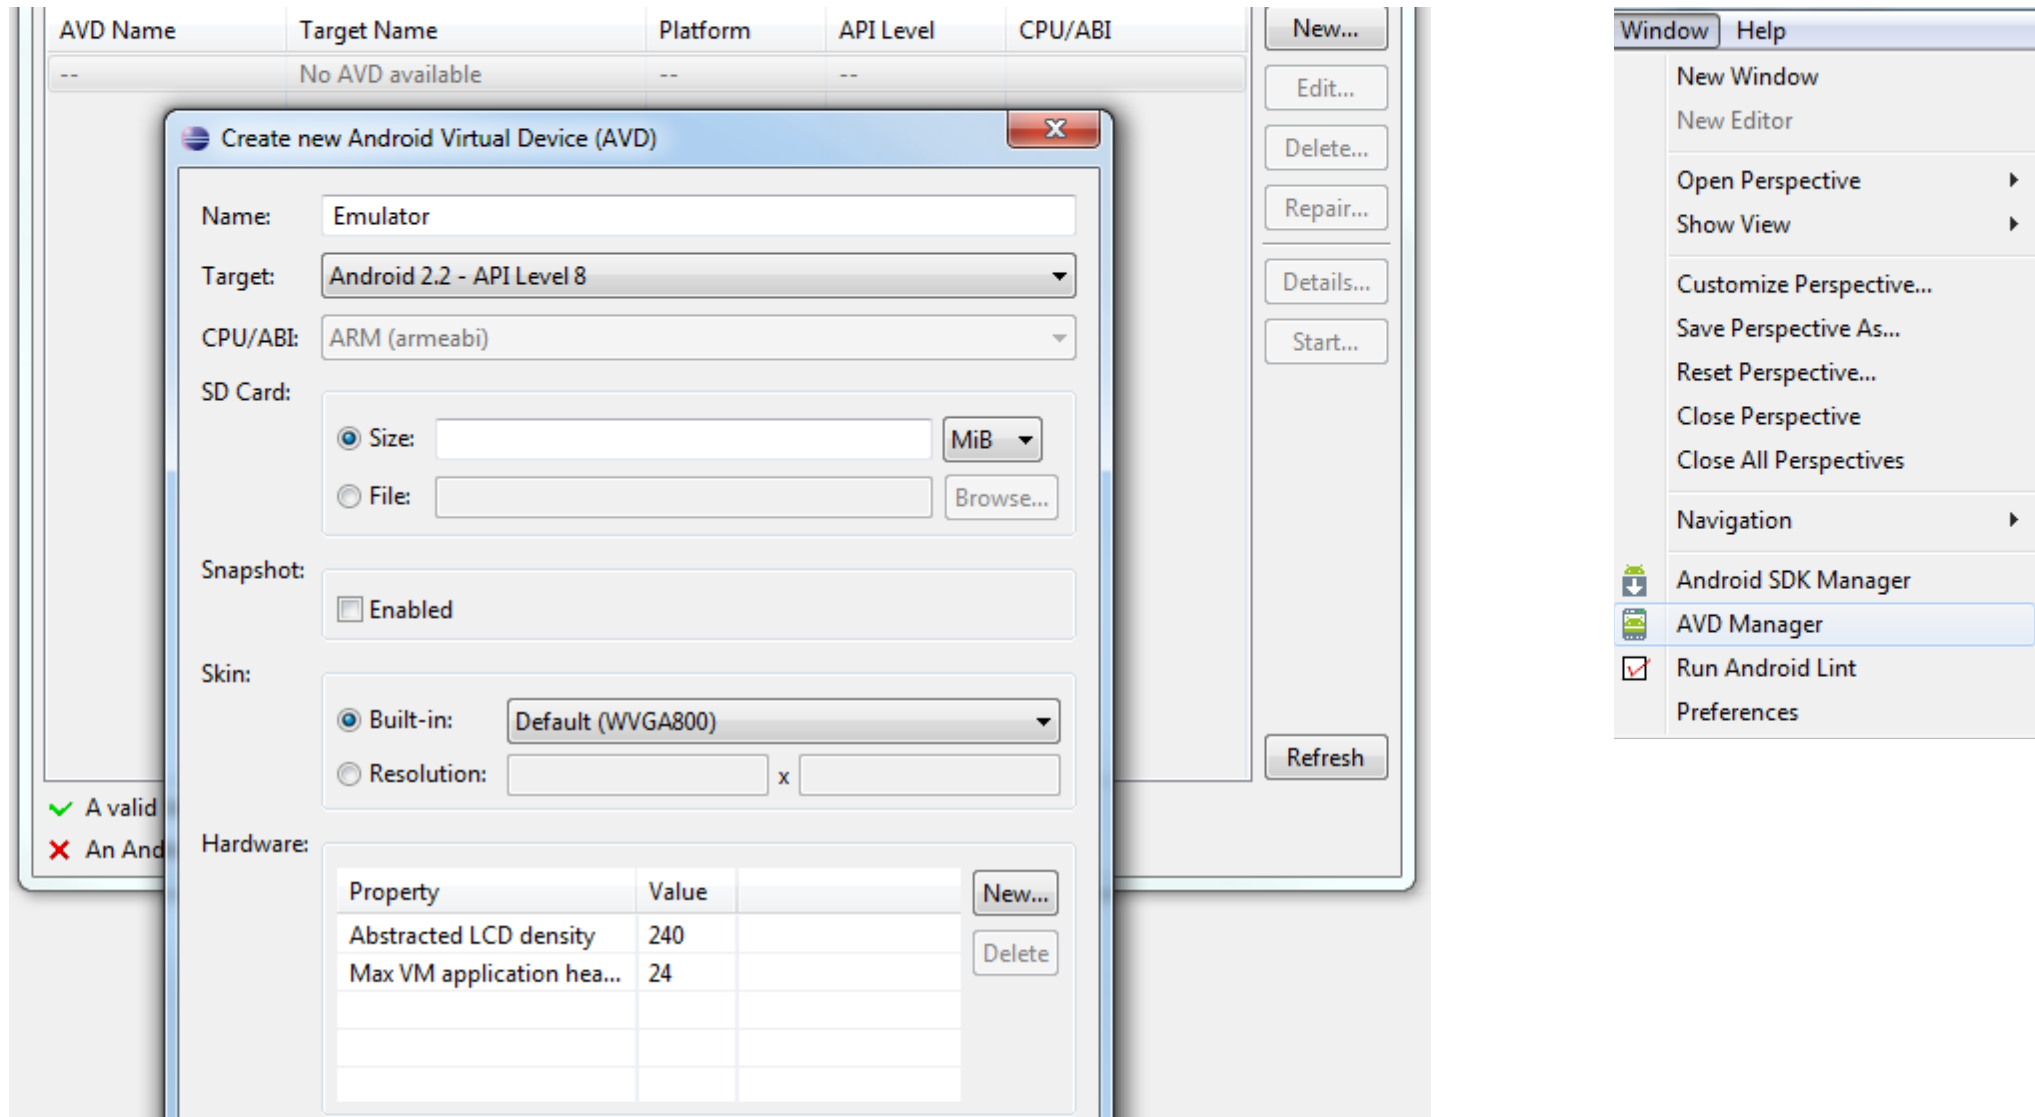 AVD Name Target Name Platform API Level CPU/ABI
-- No AVD available -- --
New...
Edit...
Delete...
Repair...
Details...
Start...
Refresh
Create new Android Virtual Device (AVD)
Name: Emulator
Target: Android 2.2 - API Level 8
CPU/ABI: ARM (armeabi)
SD Card:
Size: MiB
File: Browse...
Snapshot:
Enabled
Skin:
Built-in: Default (WVGA800)
Resolution: x
Hardware:
Property Value
New...
Abstracted LCD density 240
Delete
Max VM application hea... 24
A valid
An And
Window Help
New Window
New Editor
Open Perspective
Show View
Customize Perspective...
Save Perspective As...
Reset Perspective...
Close Perspective
Close All Perspectives
Navigation
Android SDK Manager
AVD Manager
Run Android Lint
Preferences